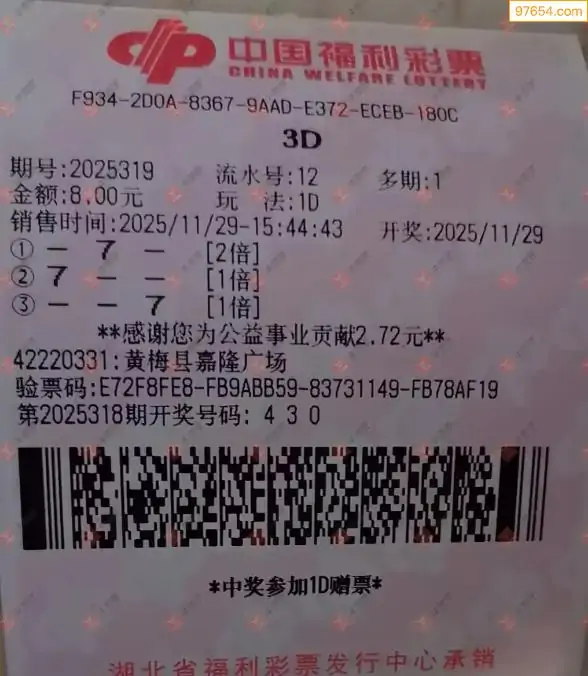 97654.com
中国福利彩票
CHINA WELFARE LOTTERY
F934-2D0A-8367-9AAD-E372-ECEB-180C
3D
期号:2025319 流水号:12 多期:1
金额:8.00元 玩 法:1D
销售时间:2025/11/29-15:44:43 开奖:2025/11/29
① — 7 — [2倍]
② 7 — — [1倍]
③ — — 7 [1倍]
**感谢您为公益事业贡献2.72元**
42220331:黄梅县嘉隆广场
验票码:E72F8FE8-FB9ABB59-83731149-FB78AF19
第2025318期开奖号码: 4 3 0
*中奖参加1D赠票*
湖北省福利彩票发行中心承销